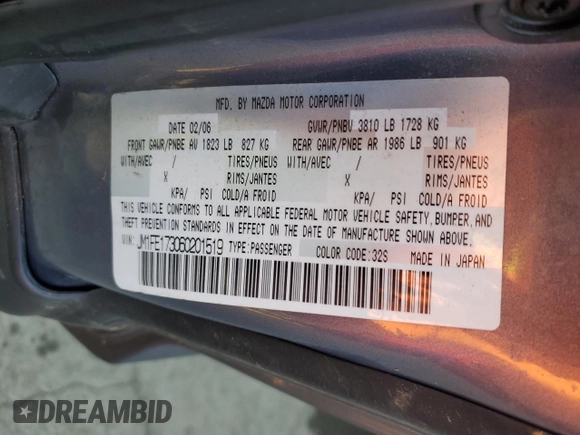 MFD. BY MAZDA MOTOR CORPORATION
DATE 02/06 GVWR/PNBV 3810 LB 1728 KG
FRONT GAWR/PNBE AV 1823 LB 827 KG REAR GAWR/PNBE AR 1986 LB 901 KG
WITH/AVEC / TIRES/PNEUS WITH/AVEC / TIRES/PNEUS
X RIMS/JANTES X RIMS/JANTES
KPA/ PSI COLD/A FROID KPA/ PSI COLD/A FROID
THIS VEHICLE CONFORMS TO ALL APPLICABLE FEDERAL MOTOR VEHICLE SAFETY, BUMPER, AND
THEFT PREVENTION STANDARDS IN EFFECT ON THE DATE OF MANUFACTURE SHOWN ABOVE.
VIN: JM1FE173060201519 TYPE:PASSENGER COLOR CODE:32S MADE IN JAPAN
DREAMBID